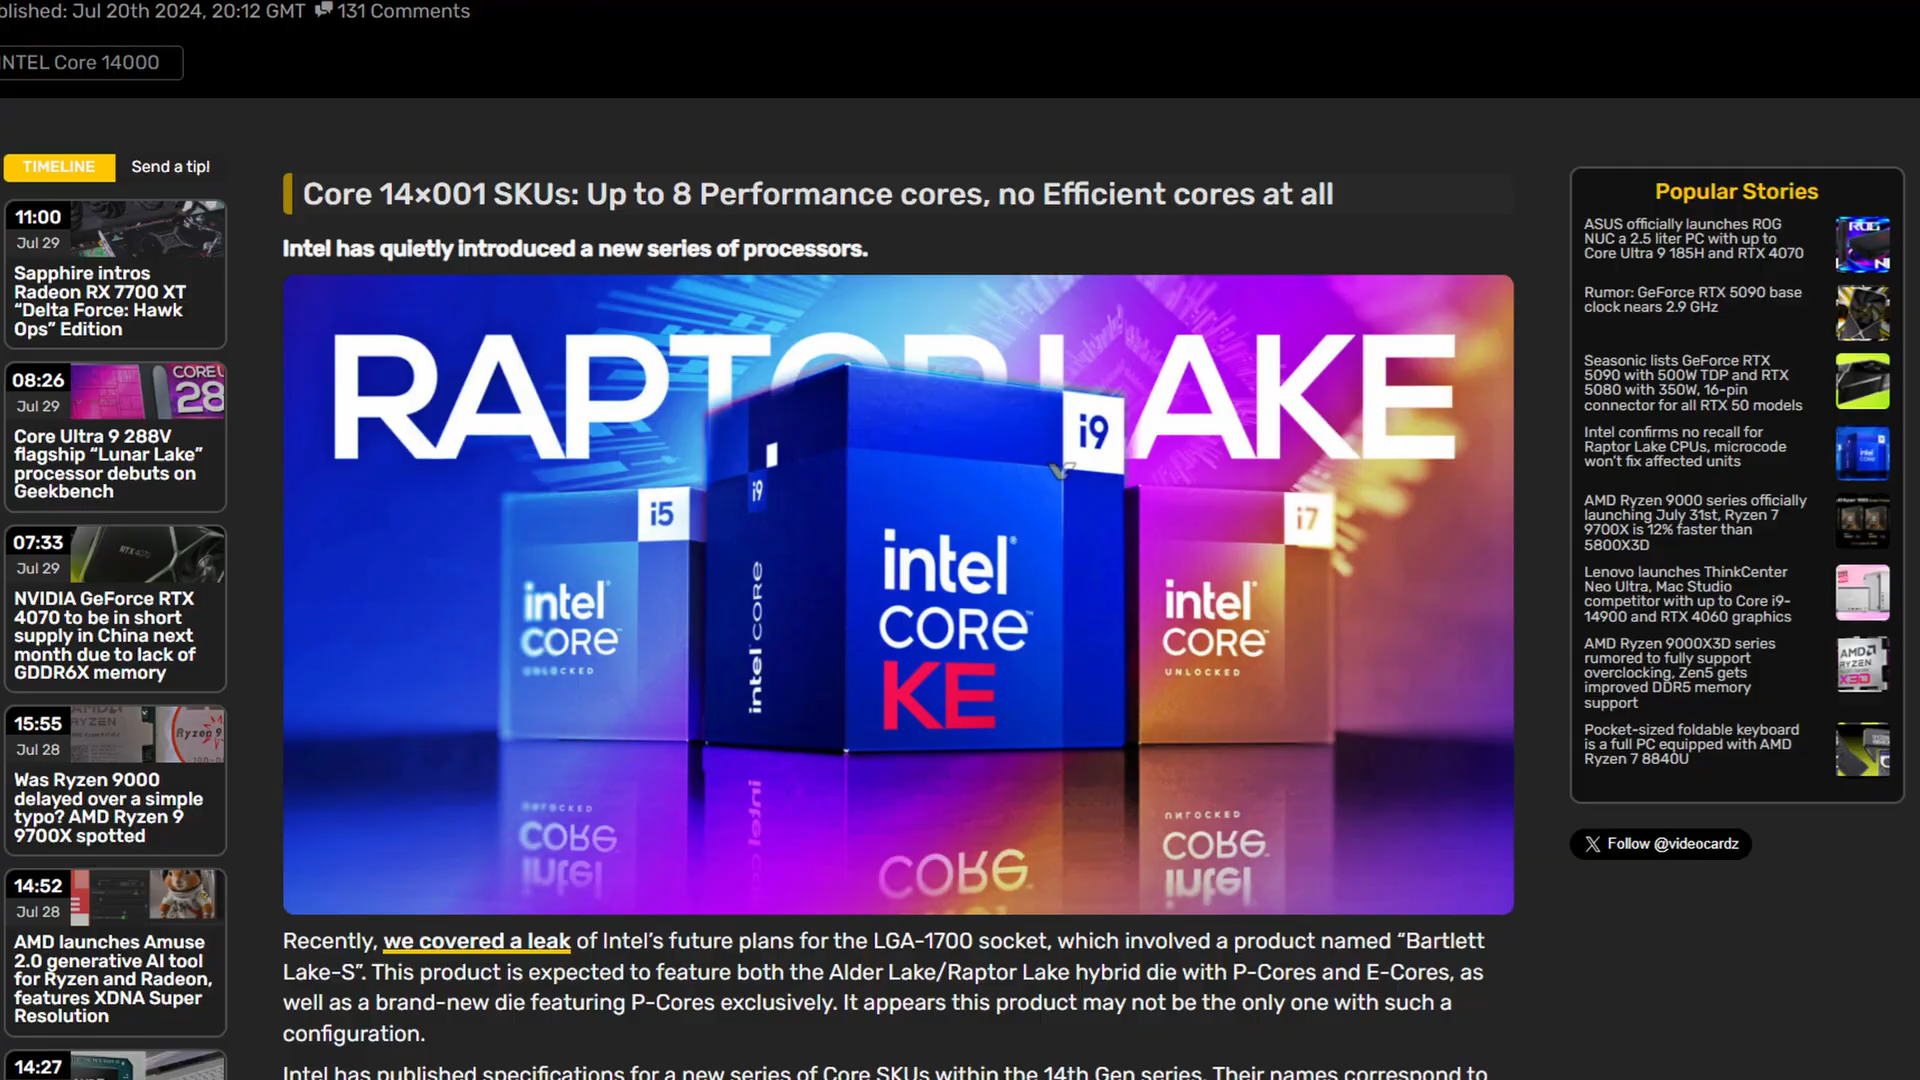 blished: Jul 20th 2024, 20:12 GMT 131 Comments
INTEL Core 14000
TIMELINE Send a tip!
11:00
Jul 29
Sapphire intros
Radeon RX 7700 XT
“Delta Force: Hawk
Ops” Edition
08:26
Jul 29
CORE U
28
Core Ultra 9 288V
flagship “Lunar Lake”
processor debuts on
Geekbench
07:33
Jul 29
RTX 4070
NVIDIA GeForce RTX
4070 to be in short
supply in China next
month due to lack of
GDDR6X memory
15:55
Jul 28
AMD
RYZEN
Ryzen 9
Was Ryzen 9000
delayed over a simple
typo? AMD Ryzen 9
9700X spotted
14:52
Jul 28
AMD launches Amuse
2.0 generative AI tool
for Ryzen and Radeon,
features XDNA Super
Resolution
14:27
Core 14×001 SKUs: Up to 8 Performance cores, no Efficient cores at all
Intel has quietly introduced a new series of processors.
RAPTOR LAKE
i5
intel
CORE
UNLOCKED
i9
intel CORE
i9
intel
CORE
KE
i7
intel
CORE
UNLOCKED
Recently, we covered a leak of Intel’s future plans for the LGA-1700 socket, which involved a product named “Bartlett
Lake-S”. This product is expected to feature both the Alder Lake/Raptor Lake hybrid die with P-Cores and E-Cores, as
well as a brand-new die featuring P-Cores exclusively. It appears this product may not be the only one with such a
configuration.
Intel has published specifications for a new series of Core SKUs within the 14th Gen series. Their names correspond to
Popular Stories
ASUS officially launches ROG
NUC a 2.5 liter PC with up to
Core Ultra 9 185H and RTX 4070
Rumor: GeForce RTX 5090 base
clock nears 2.9 GHz
Seasonic lists GeForce RTX
5090 with 500W TDP and RTX
5080 with 350W, 16-pin
connector for all RTX 50 models
Intel confirms no recall for
Raptor Lake CPUs, microcode
won’t fix affected units
AMD Ryzen 9000 series officially
launching July 31st, Ryzen 7
9700X is 12% faster than
5800X3D
Lenovo launches ThinkCenter
Neo Ultra, Mac Studio
competitor with up to Core i9-
14900 and RTX 4060 graphics
AMD Ryzen 9000X3D series
rumored to fully support
overclocking, Zen5 gets
improved DDR5 memory
support
AMD
RYZEN
X3D
Pocket-sized foldable keyboard
is a full PC equipped with AMD
Ryzen 7 8840U
Follow @videocardz